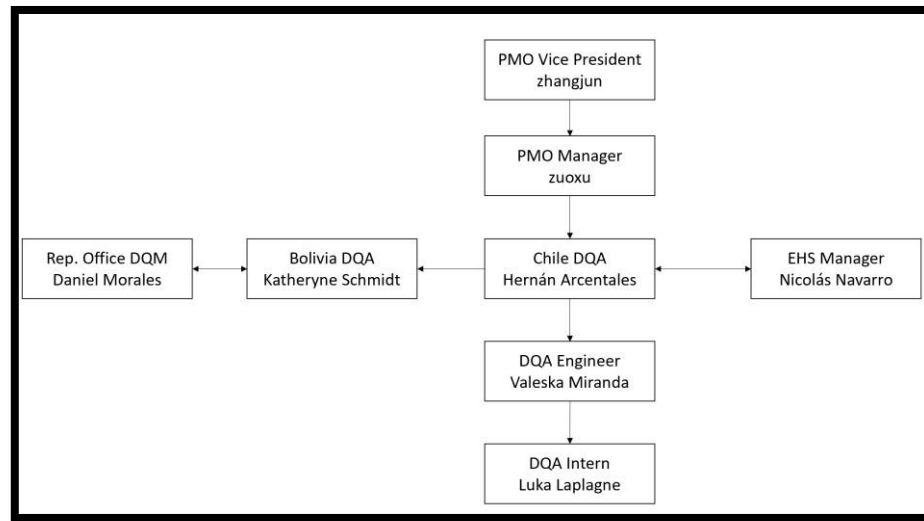 PMO Vice President
zhangjun
PMO Manager
zuoxu
Rep. Office DQM
Daniel Morales
Bolivia DQA
Katheryne Schmidt
Chile DQA
Hernán Arcentales
EHS Manager
Nicolás Navarro
DQA Engineer
Valeska Miranda
DQA Intern
Luka Laplagne